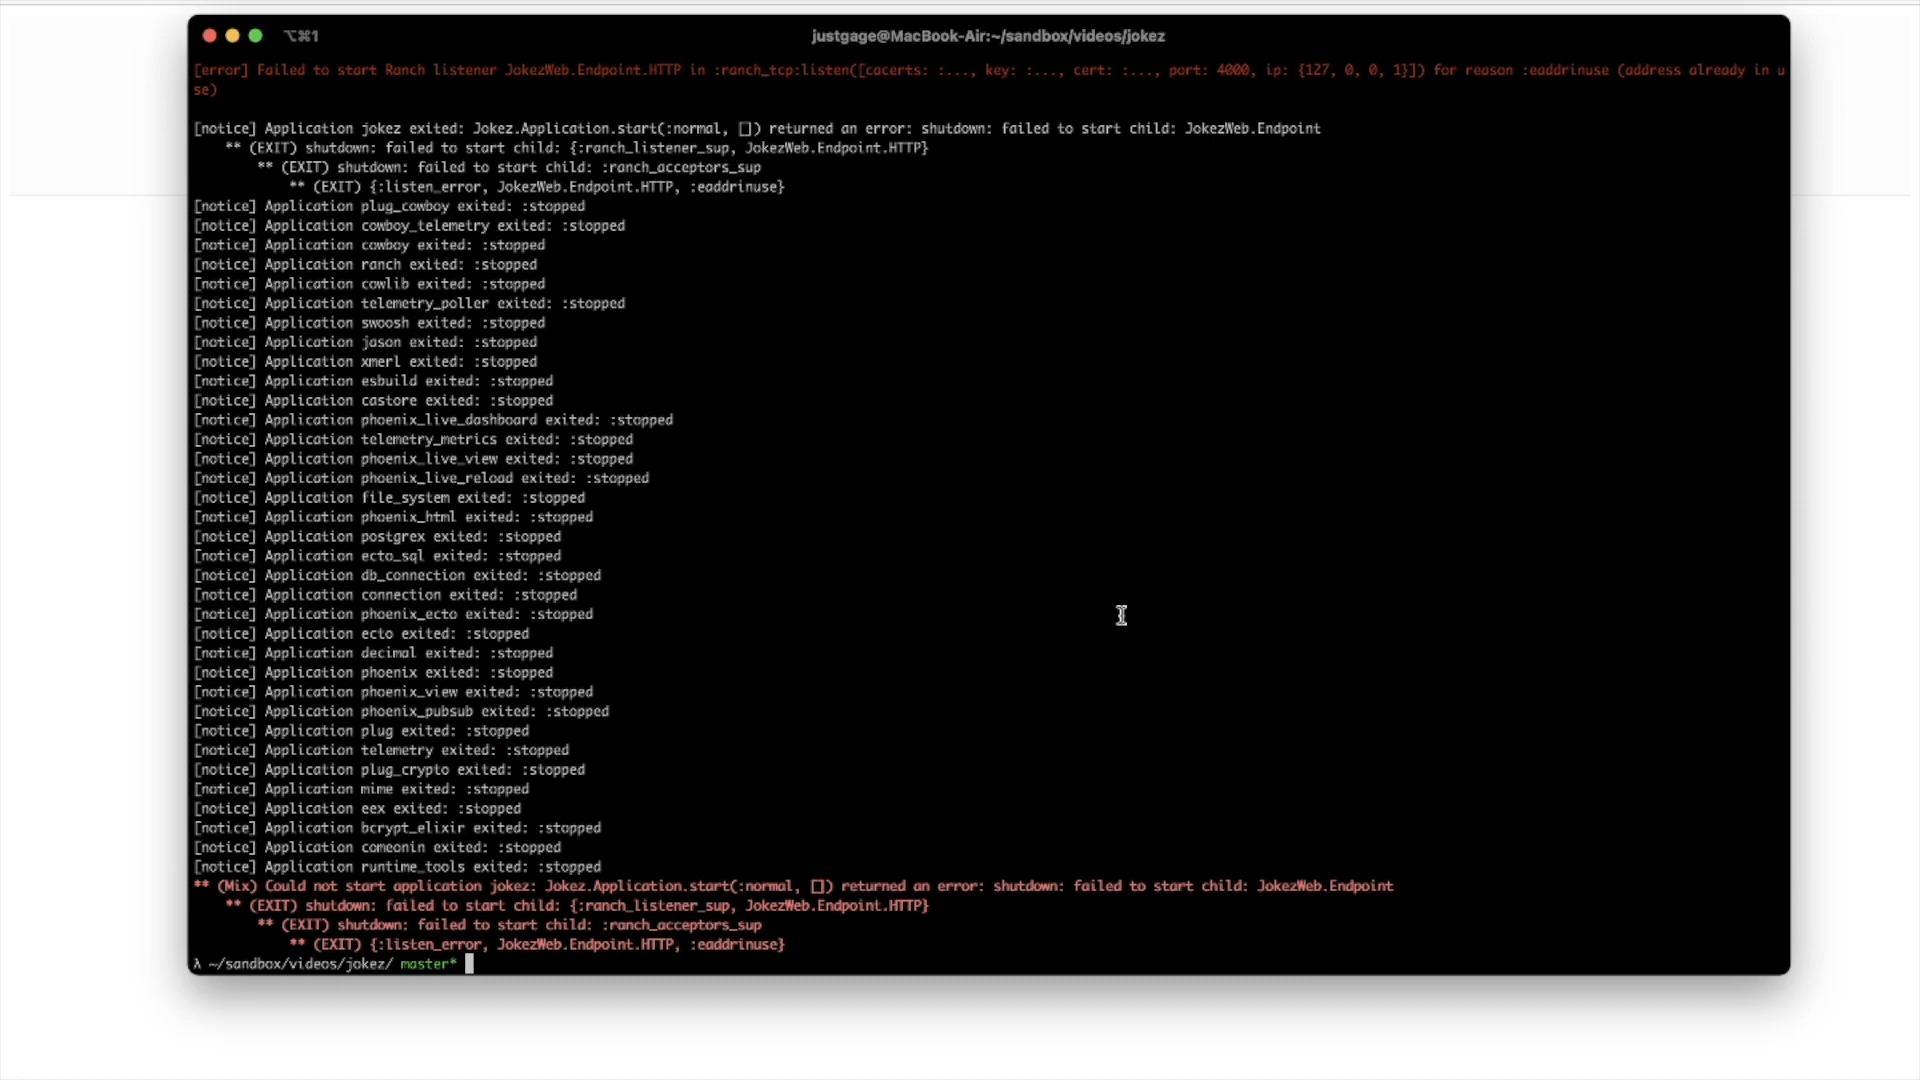 ⌥⌘1
justgage@MacBook-Air:~/sandbox/videos/jokez
[error] Failed to start Ranch listener JokezWeb.Endpoint.HTTP in :ranch_tcp:listen([cacerts: :..., key: :..., cert: :..., port: 4000, ip: {127, 0, 0, 1}]) for reason :eaddrinuse (address already in u
se)
[notice] Application jokez exited: Jokez.Application.start(:normal, []) returned an error: shutdown: failed to start child: JokezWeb.Endpoint
** (EXIT) shutdown: failed to start child: {:ranch_listener_sup, JokezWeb.Endpoint.HTTP}
** (EXIT) shutdown: failed to start child: :ranch_acceptors_sup
** (EXIT) {:listen_error, JokezWeb.Endpoint.HTTP, :eaddrinuse}
[notice] Application plug_cowboy exited: :stopped
[notice] Application cowboy_telemetry exited: :stopped
[notice] Application cowboy exited: :stopped
[notice] Application ranch exited: :stopped
[notice] Application cowlib exited: :stopped
[notice] Application telemetry_poller exited: :stopped
[notice] Application swoosh exited: :stopped
[notice] Application jason exited: :stopped
[notice] Application xmerl exited: :stopped
[notice] Application esbuild exited: :stopped
[notice] Application castore exited: :stopped
[notice] Application phoenix_live_dashboard exited: :stopped
[notice] Application telemetry_metrics exited: :stopped
[notice] Application phoenix_live_view exited: :stopped
[notice] Application phoenix_live_reload exited: :stopped
[notice] Application file_system exited: :stopped
[notice] Application phoenix_html exited: :stopped
[notice] Application postgrex exited: :stopped
[notice] Application ecto_sql exited: :stopped
[notice] Application db_connection exited: :stopped
[notice] Application connection exited: :stopped
[notice] Application phoenix_ecto exited: :stopped
[notice] Application ecto exited: :stopped
[notice] Application decimal exited: :stopped
[notice] Application phoenix exited: :stopped
[notice] Application phoenix_view exited: :stopped
[notice] Application phoenix_pubsub exited: :stopped
[notice] Application plug exited: :stopped
[notice] Application telemetry exited: :stopped
[notice] Application plug_crypto exited: :stopped
[notice] Application mime exited: :stopped
[notice] Application eex exited: :stopped
[notice] Application bcrypt_elixir exited: :stopped
[notice] Application comeonin exited: :stopped
[notice] Application runtime_tools exited: :stopped
** (Mix) Could not start application jokez: Jokez.Application.start(:normal, []) returned an error: shutdown: failed to start child: JokezWeb.Endpoint
** (EXIT) shutdown: failed to start child: {:ranch_listener_sup, JokezWeb.Endpoint.HTTP}
** (EXIT) shutdown: failed to start child: :ranch_acceptors_sup
** (EXIT) {:listen_error, JokezWeb.Endpoint.HTTP, :eaddrinuse}
λ ~/sandbox/videos/jokez/ master*